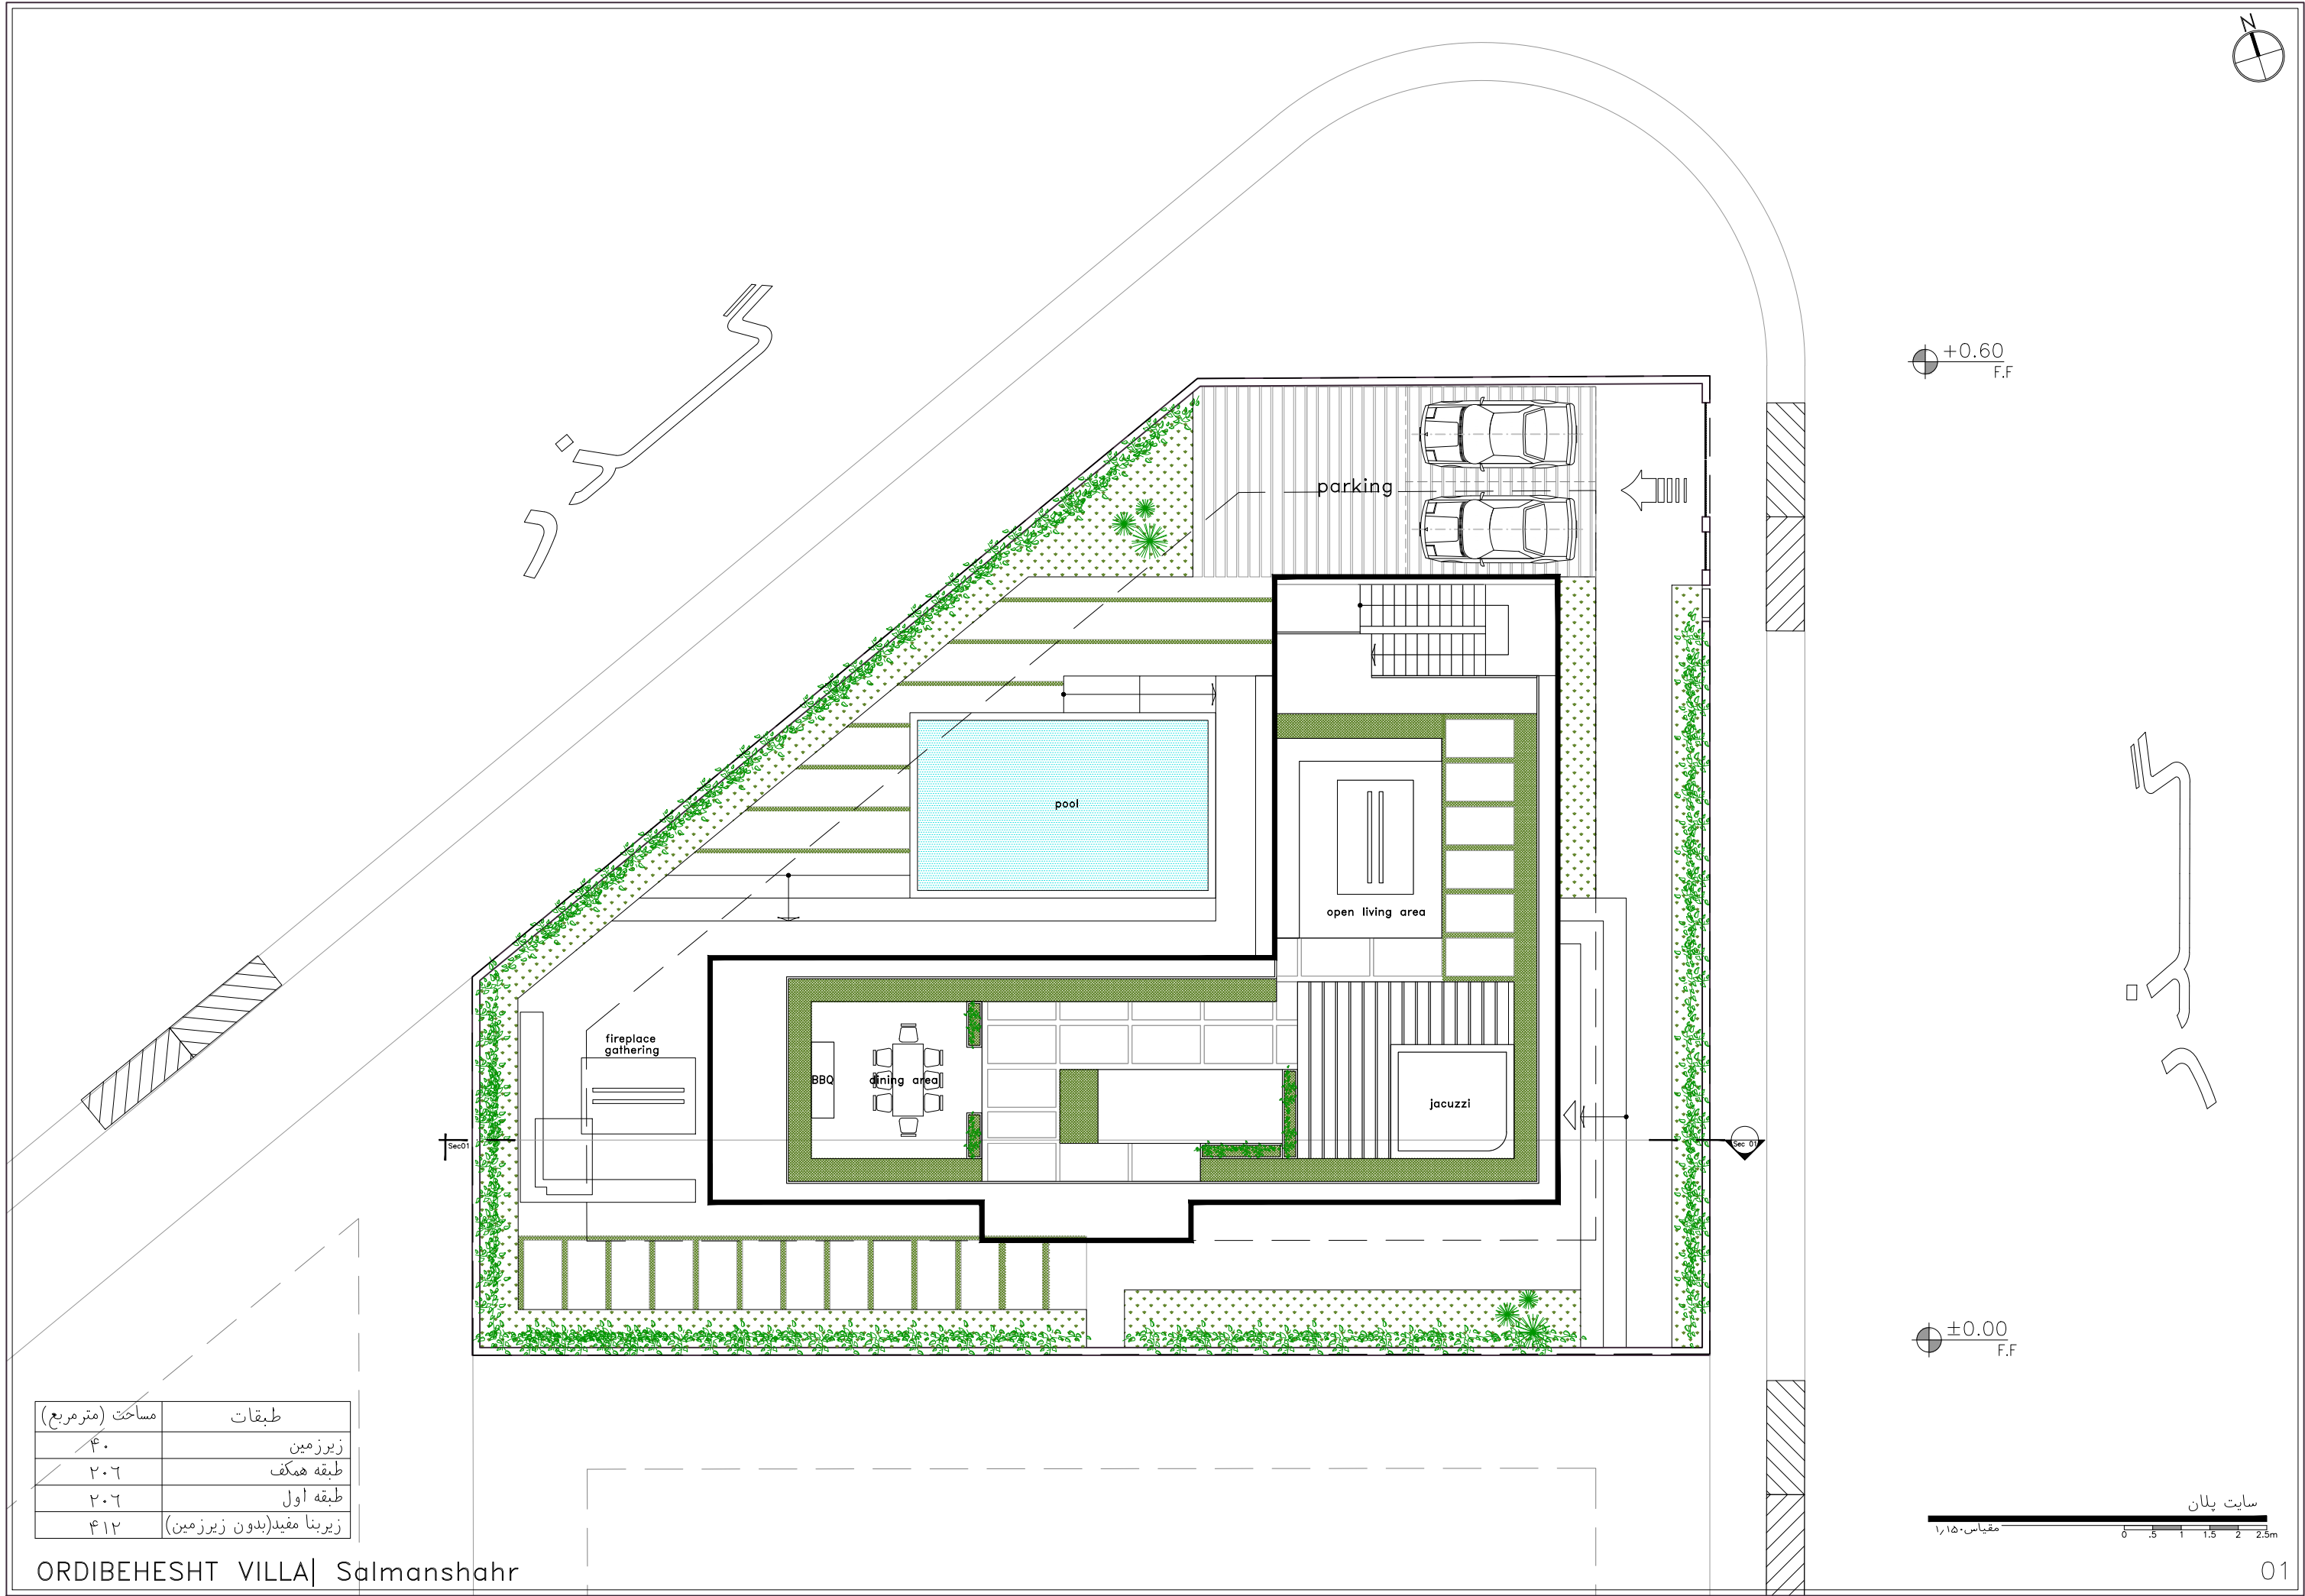 N
گذر
+0.60
F.F
parking
گذر
pool
open living area
fireplace
gathering
BBQ
dining area
jacuzzi
Sec01
Sec 01
±0.00
F.F
طبقات مساحت (مترمربع)
زیرزمین ۴۰
طبقه همکف ۲۰۶
طبقه اول ۲۰۶
زیربنا مفید(بدون زیرزمین) ۴۱۲
سایت پلان
مقیاس۱٫۱۵۰
0 .5 1 1.5 2 2.5m
ORDIBEHESHT VILLA| Salmanshahr
01